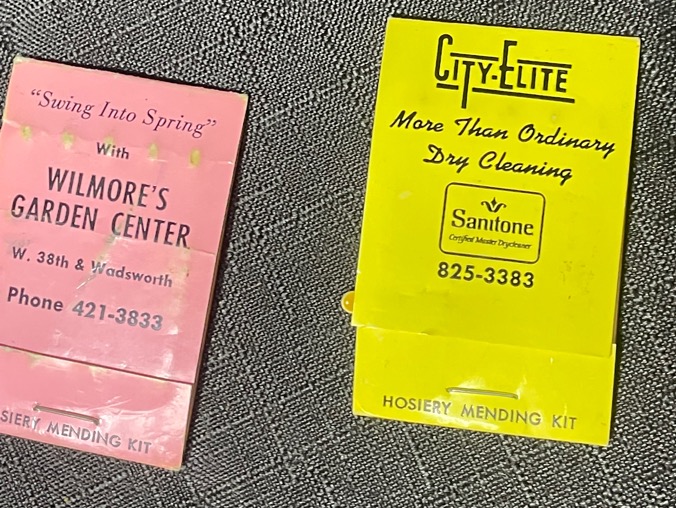 "Swing Into Spring"
With
WILMORE'S
GARDEN CENTER
W. 38th & Wadsworth
Phone 421-3833
SIERY MENDING KIT
CITY-ELITE
More Than Ordinary
Dry Cleaning
Sanitone
Certified Master Drycleaner
825-3383
HOSIERY MENDING KIT